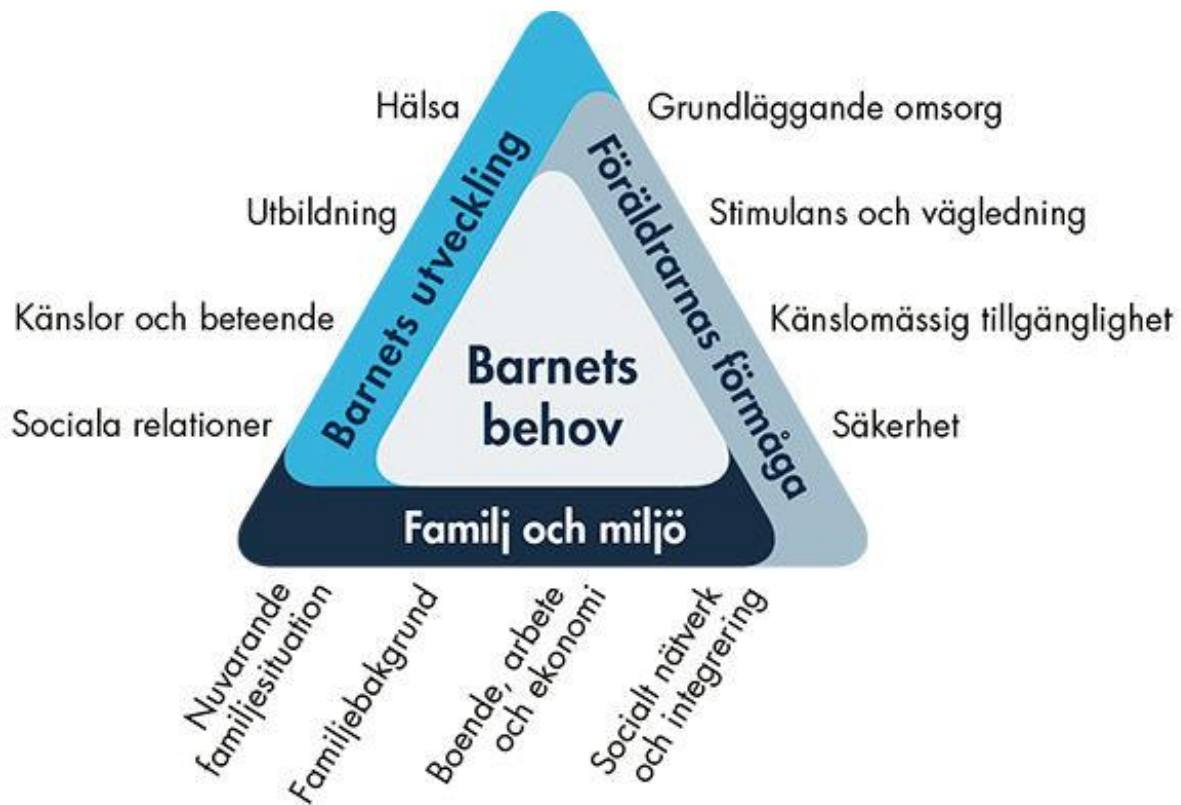 Hälsa
Utbildning
Känslor och beteende
Sociala relationer
Barnets utveckling
Barnets
behov
Föräldrarnas förmåga
Grundläggande omsorg
Stimulans och vägledning
Känslomässig tillgänglighet
Säkerhet
Familj och miljö
Nuvarande
familjesituation
Familjebakgrund
Boende, arbete
och ekonomi
Socialt nätverk
och integrering